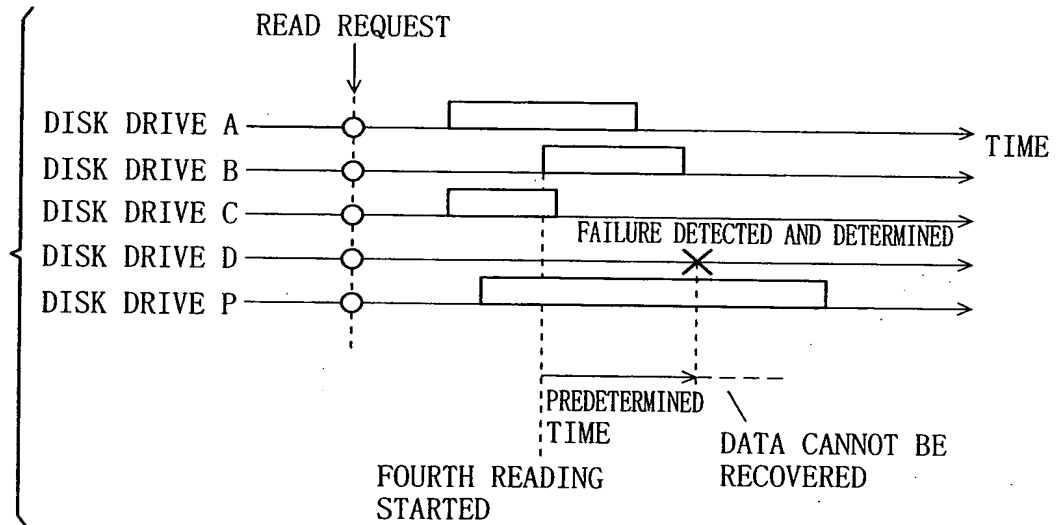 READ REQUEST
DISK DRIVE A
TIME
DISK DRIVE B
DISK DRIVE C
FAILURE DETECTED AND DETERMINED
DISK DRIVE D
DISK DRIVE P
PREDETERMINED
TIME
DATA CANNOT BE
RECOVERED
FOURTH READING
STARTED